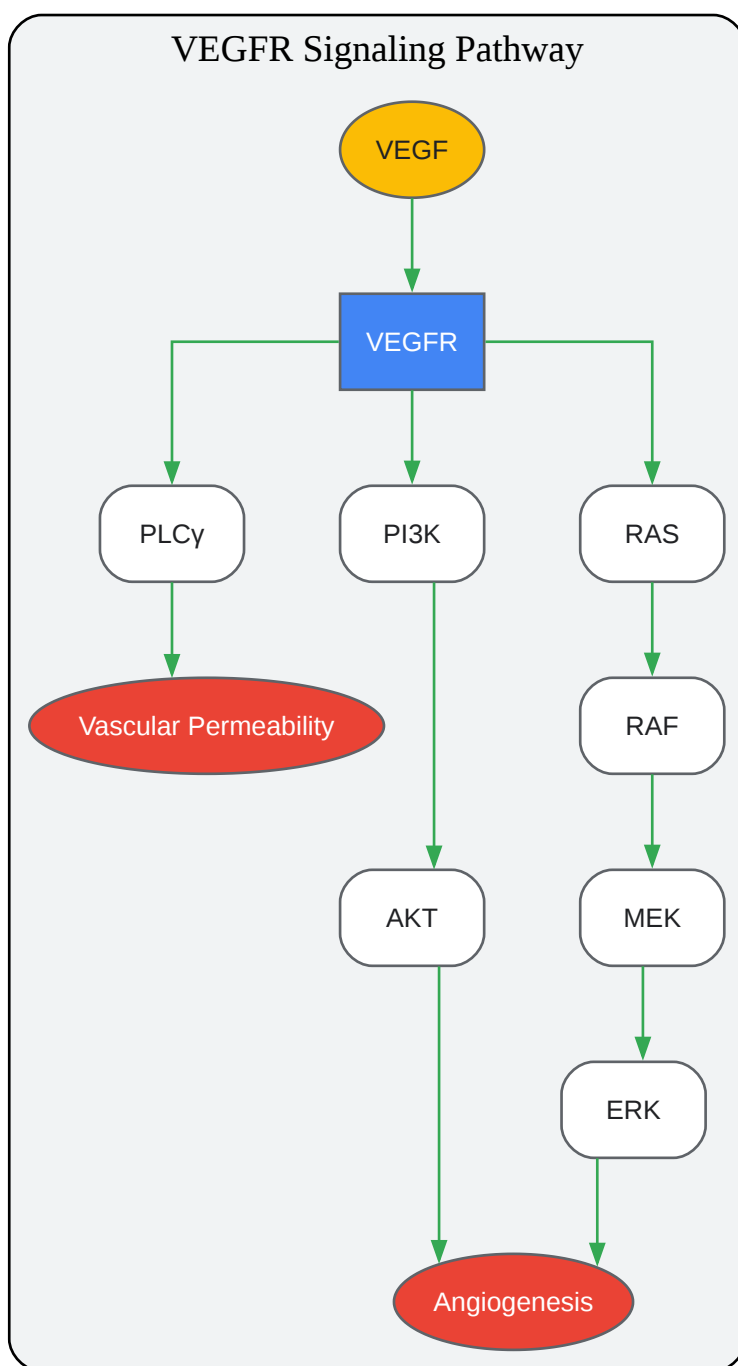 VEGFR Signaling Pathway
VEGF
VEGFR
PLCγ
PI3K
RAS
Vascular Permeability
RAF
AKT
MEK
ERK
Angiogenesis